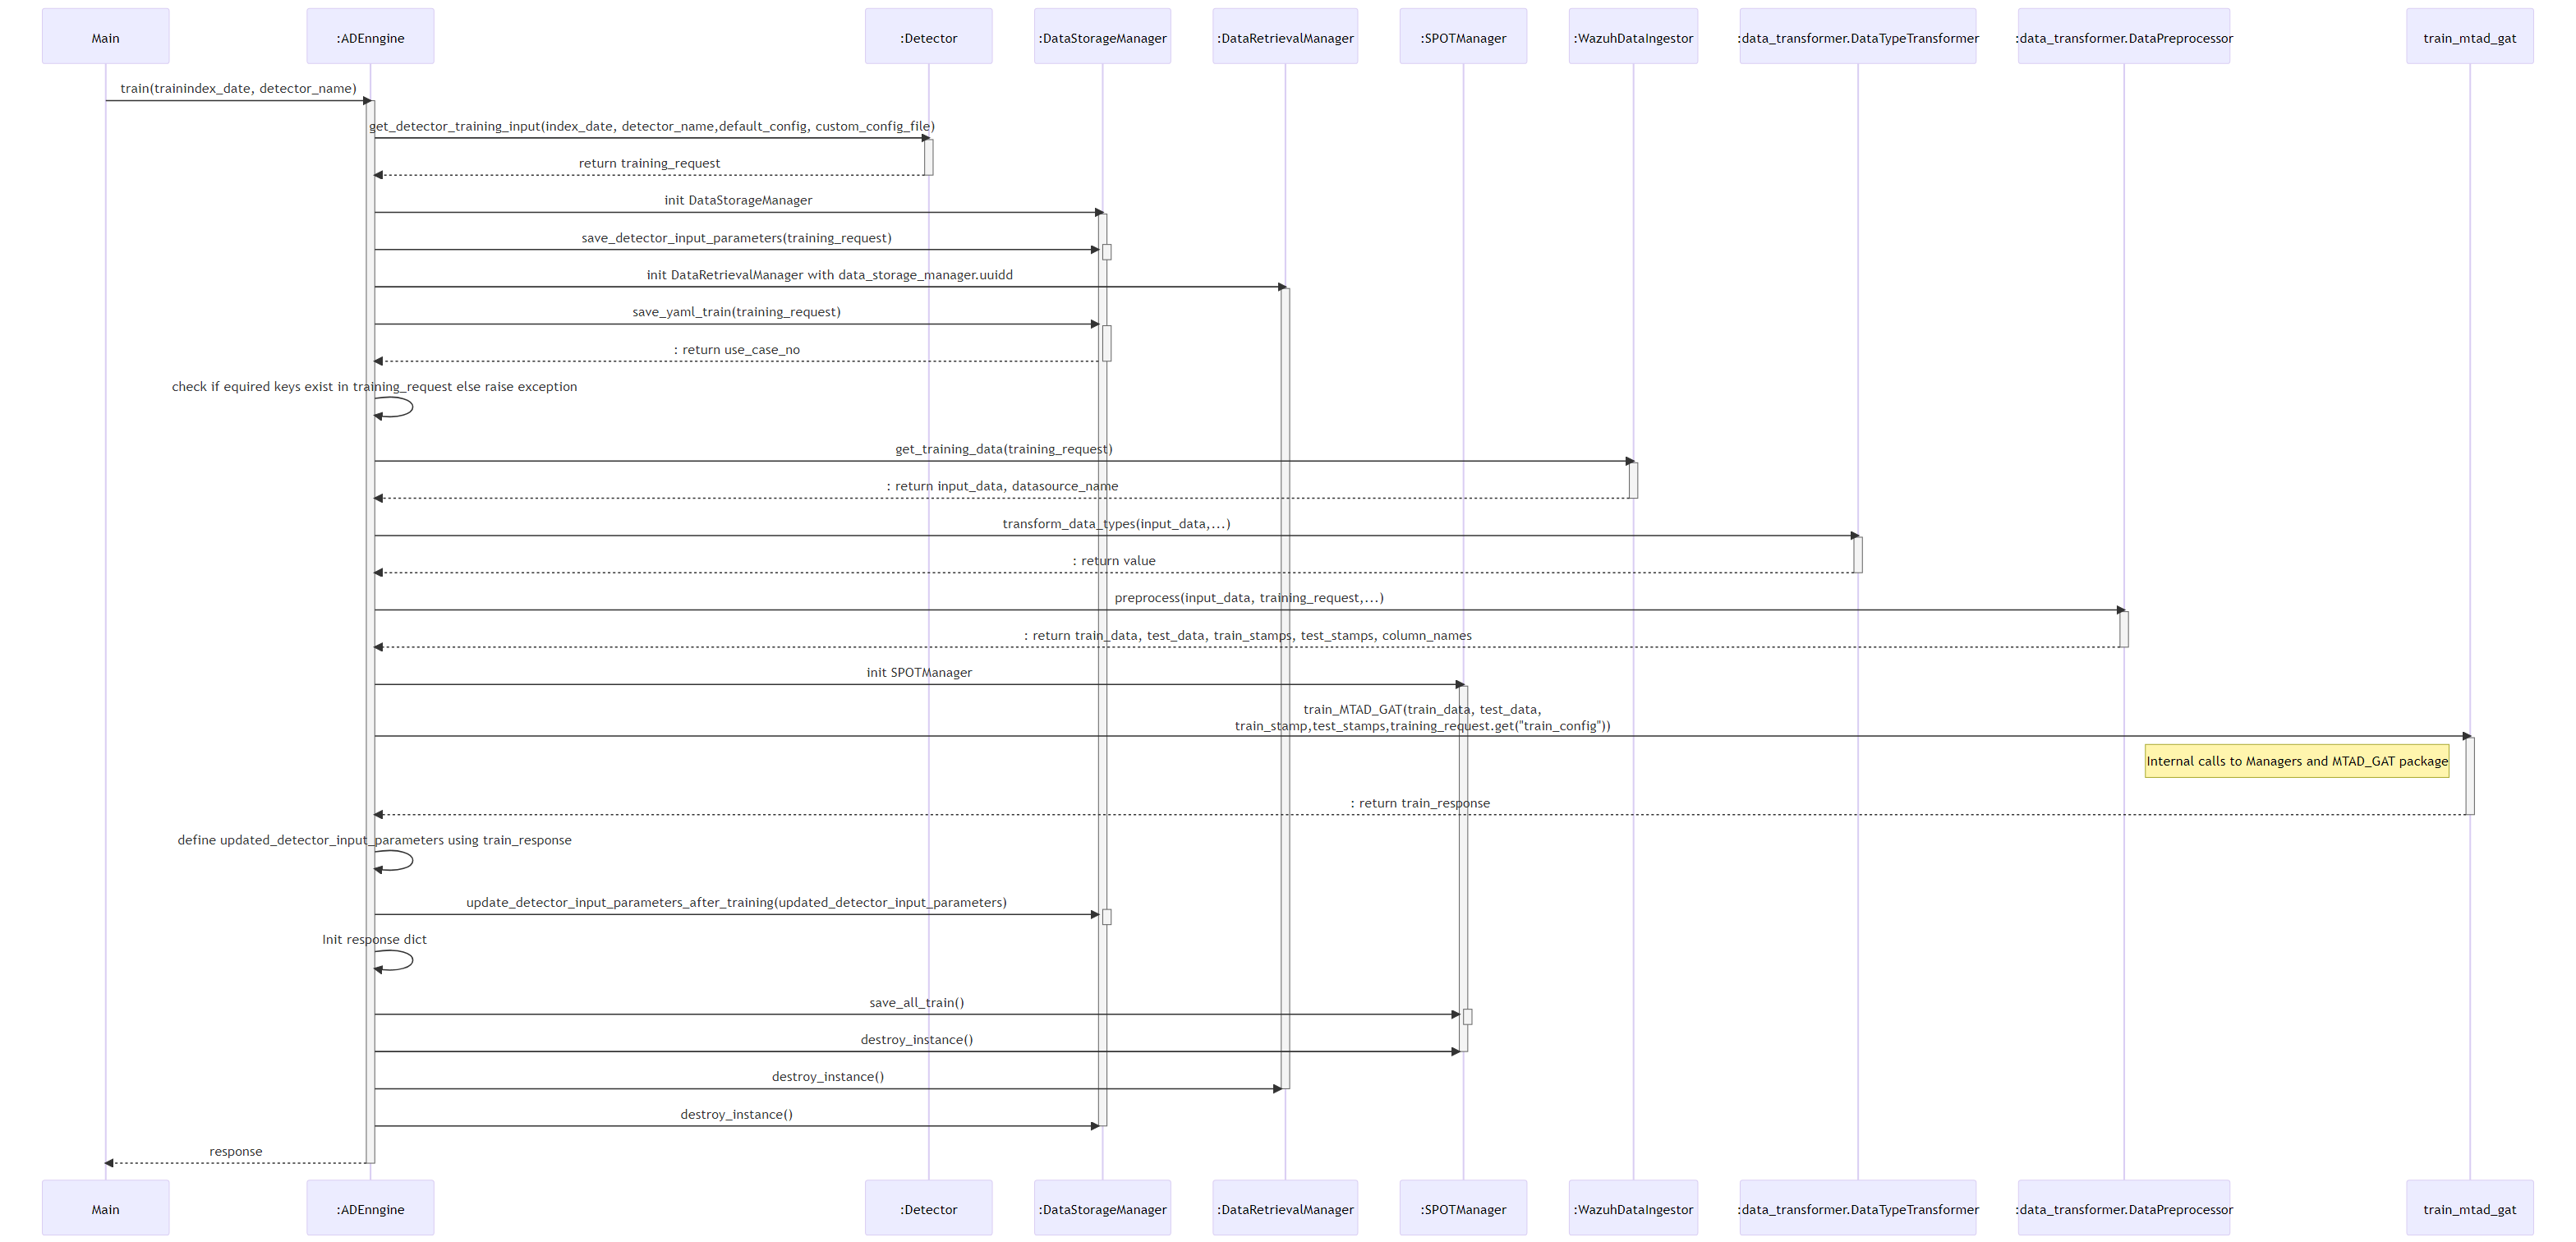 Main
:ADEnngine
:Detector
:DataStorageManager
:DataRetrievalManager
:SPOTManager
:WazuhDataIngestor
:data_transformer.DataTypeTransformer
:data_transformer.DataPreprocessor
train_mtad_gat
train(trainindex_date, detector_name)
get_detector_training_input(index_date, detector_name,default_config, custom_config_file)
return training_request
init DataStorageManager
save_detector_input_parameters(training_request)
init DataRetrievalManager with data_storage_manager.uuidd
save_yaml_train(training_request)
: return use_case_no
check if equired keys exist in training_request else raise exception
get_training_data(training_request)
: return input_data, datasource_name
transform_data_types(input_data,...)
: return value
preprocess(input_data, training_request,...)
: return train_data, test_data, train_stamps, test_stamps, column_names
init SPOTManager
train_MTAD_GAT(train_data, test_data,
train_stamp,test_stamps,training_request.get("train_config"))
Internal calls to Managers and MTAD_GAT package
: return train_response
define updated_detector_input_parameters using train_response
update_detector_input_parameters_after_training(updated_detector_input_parameters)
Init response dict
save_all_train()
destroy_instance()
destroy_instance()
destroy_instance()
response
Main
:ADEnngine
:Detector
:DataStorageManager
:DataRetrievalManager
:SPOTManager
:WazuhDataIngestor
:data_transformer.DataTypeTransformer
:data_transformer.DataPreprocessor
train_mtad_gat